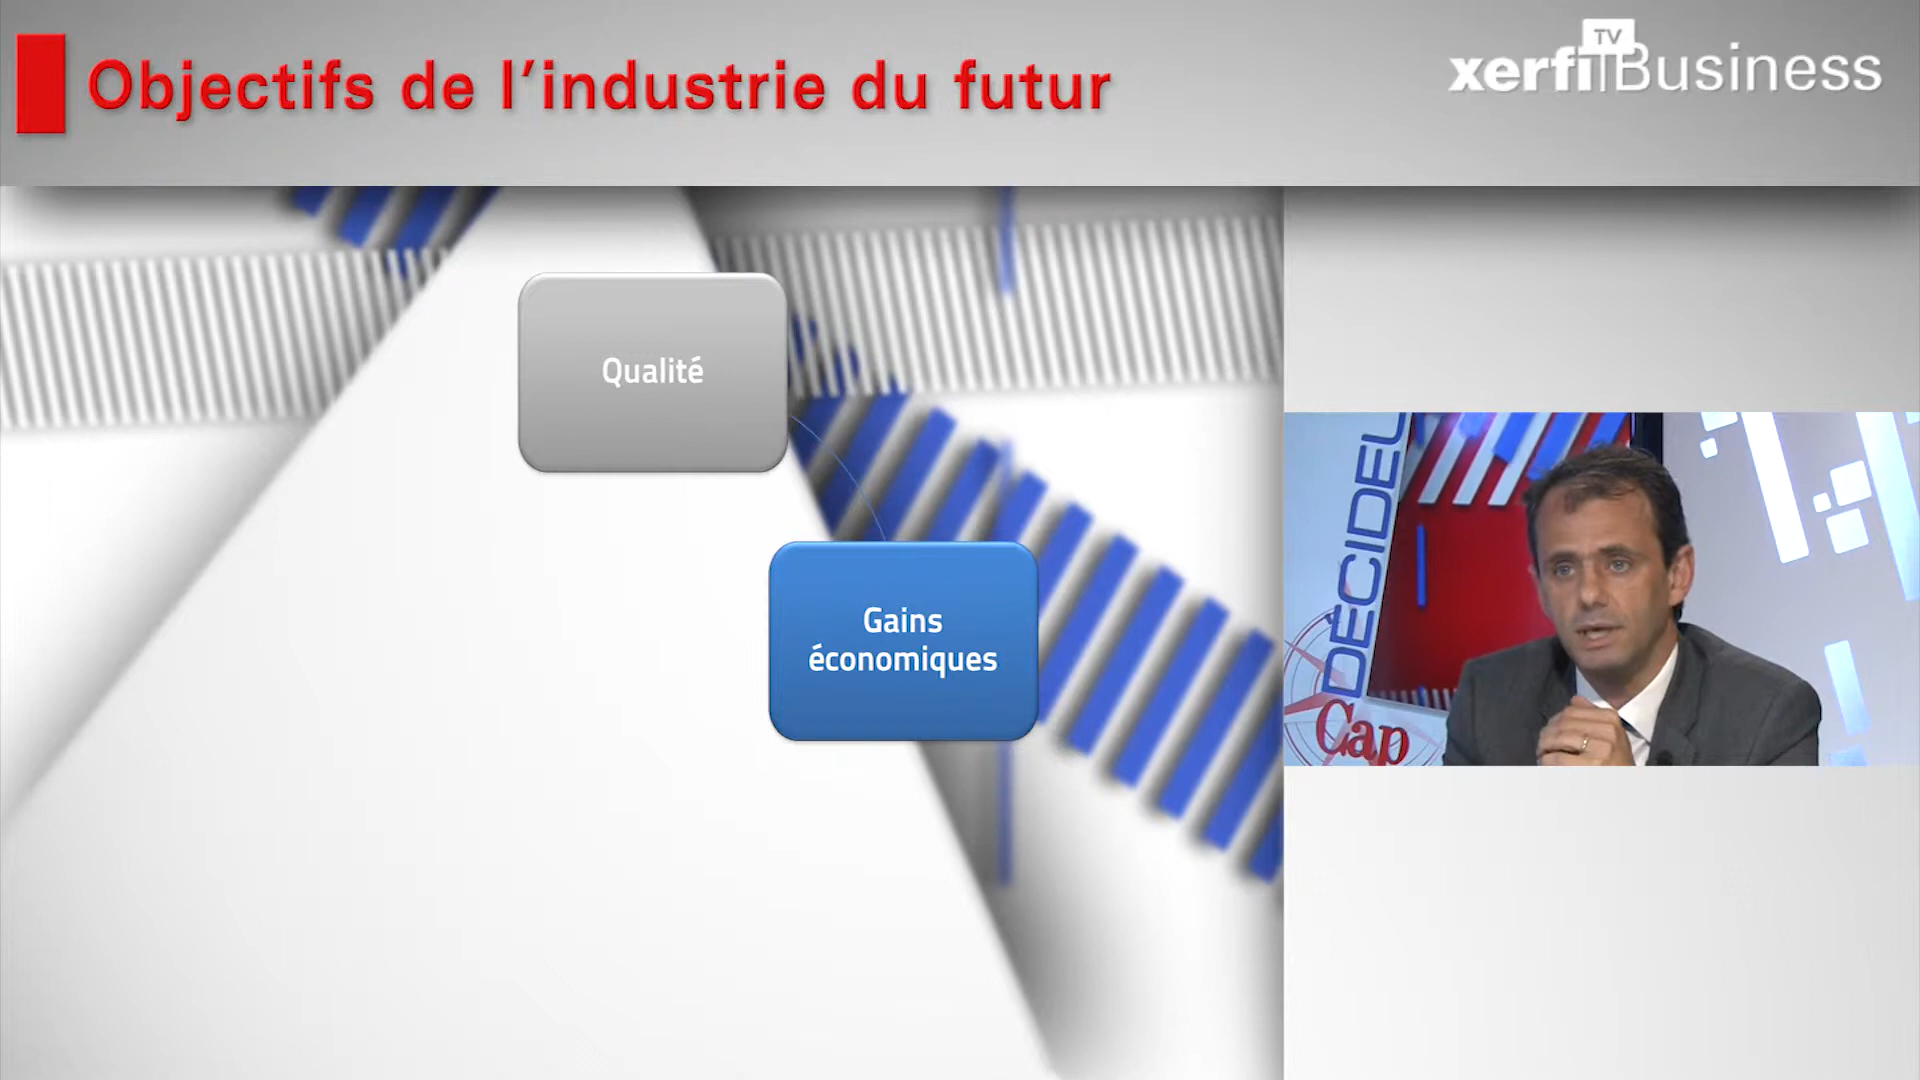 Objectifs de l’industrie du futur
TV
xerfi Business
Qualité
Gains
économiques
DÉCIDEU
Cap